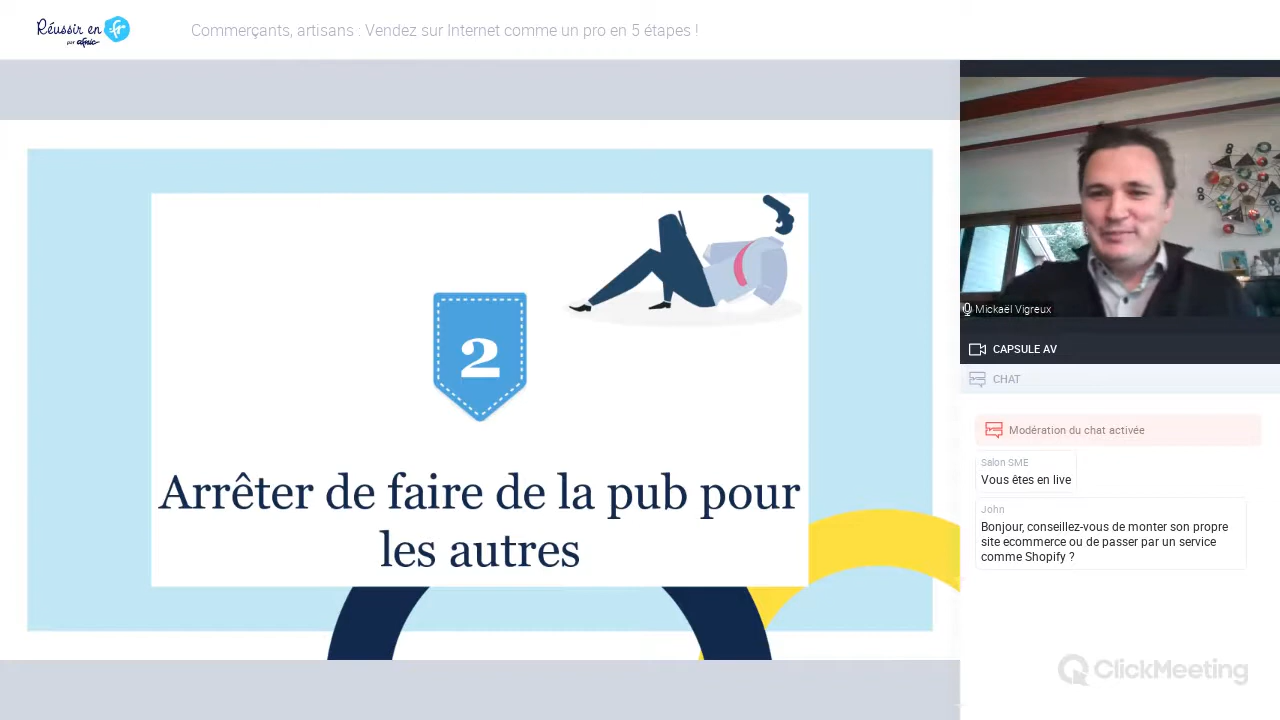 Réussir en fr
par afnic
Commerçants, artisans : Vendez sur Internet comme un pro en 5 étapes !
2
Arrêter de faire de la pub pour
les autres
Mickaël Vigreux
CAPSULE AV
CHAT
Modération du chat activée
Salon SME
Vous êtes en live
John
Bonjour, conseillez-vous de monter son propre
site ecommerce ou de passer par un service
comme Shopify ?
ClickMeeting